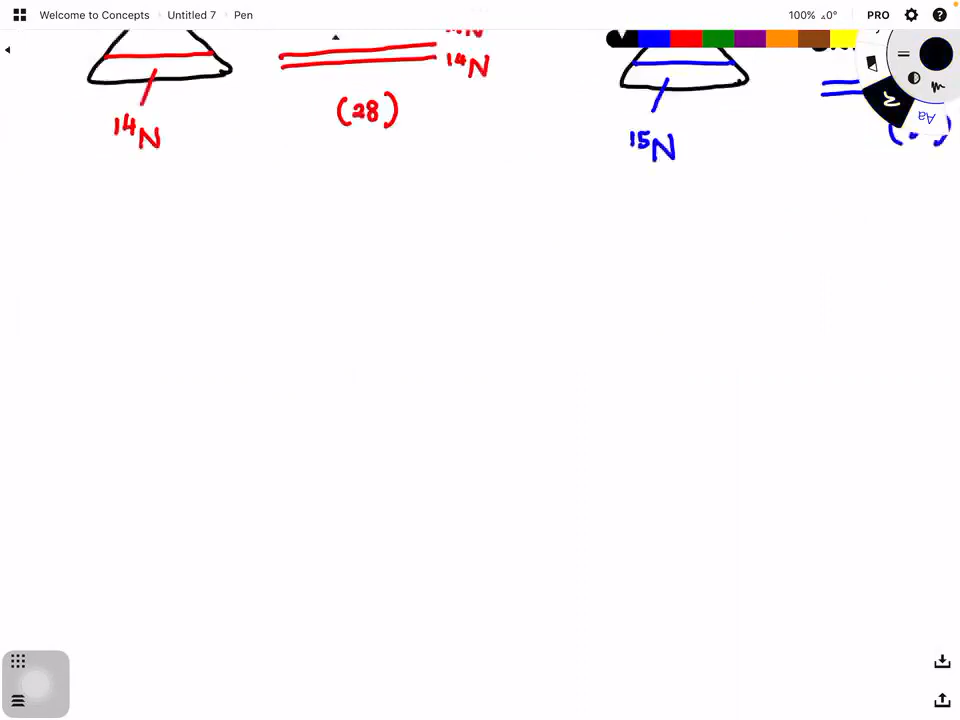 Welcome to Concepts Untitled 7 Pen 100% 0° PRO ?
14N
(28)
14N
15N
Aa